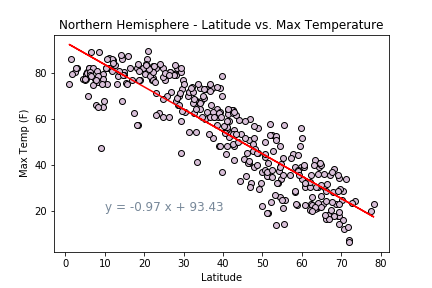 Northern Hemisphere - Latitude vs. Max Temperature
Max Temp (F)
80
60
40
20
y = -0.97 x + 93.43
0 10 20 30 40 50 60 70 80
Latitude